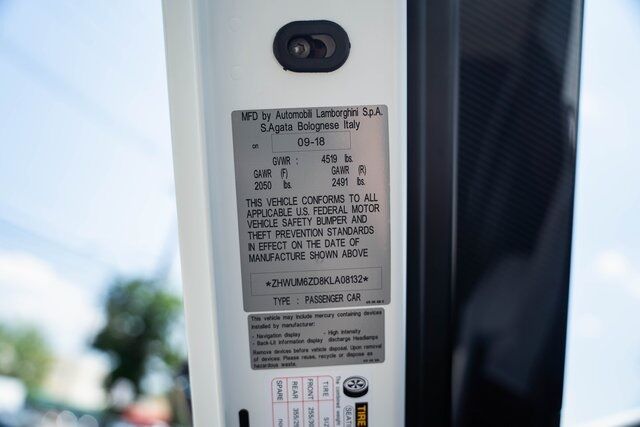 MFD by Automobili Lamborghini S.p.A.
S.Agata Bolognese Italy
on 09-18
GVWR : 4519 lbs.
GAWR (F) GAWR (R)
2050 lbs. 2491 lbs.
THIS VEHICLE CONFORMS TO ALL
APPLICABLE U.S. FEDERAL MOTOR
VEHICLE SAFETY BUMPER AND
THEFT PREVENTION STANDARDS
IN EFFECT ON THE DATE OF
MANUFACTURE SHOWN ABOVE
*ZHWUM6ZD8KLA08132*
TYPE : PASSENGER CAR
This vehicle may include mercury containing devices
installed by manufacturer:
- Navigation display - High intensity
- Back-Lit information display discharge Headlamps
Remove devices before vehicle disposal. Upon removal
of devices Please reuse, recycle or dispose as
hazardous waste.
TIRE
The combined weight
TIRE
FRONT
REAR
SPARE